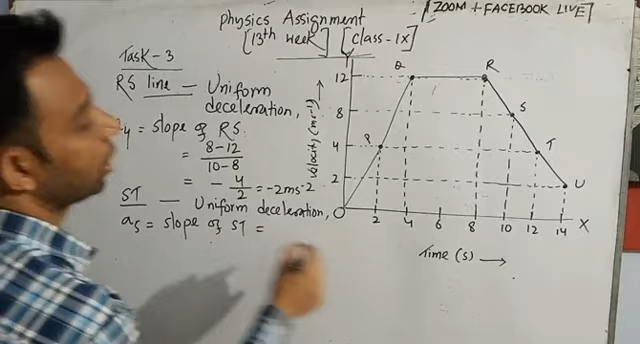 Physics Assignment
[13th week] [Class-IX]
[ZOOM + FACEBOOK LIVE]
Task-3
RS line — Uniform
deceleration,
= slope of RS
= 8-12
10-8
= - 4/2 = -2ms-2
ST — Uniform deceleration,
a5 = slope of ST =
Y
12
8
4
2
Velocity (ms-1)
O
2
4
6
8
10
12
14
X
Time (s)
P
Q
R
S
T
U